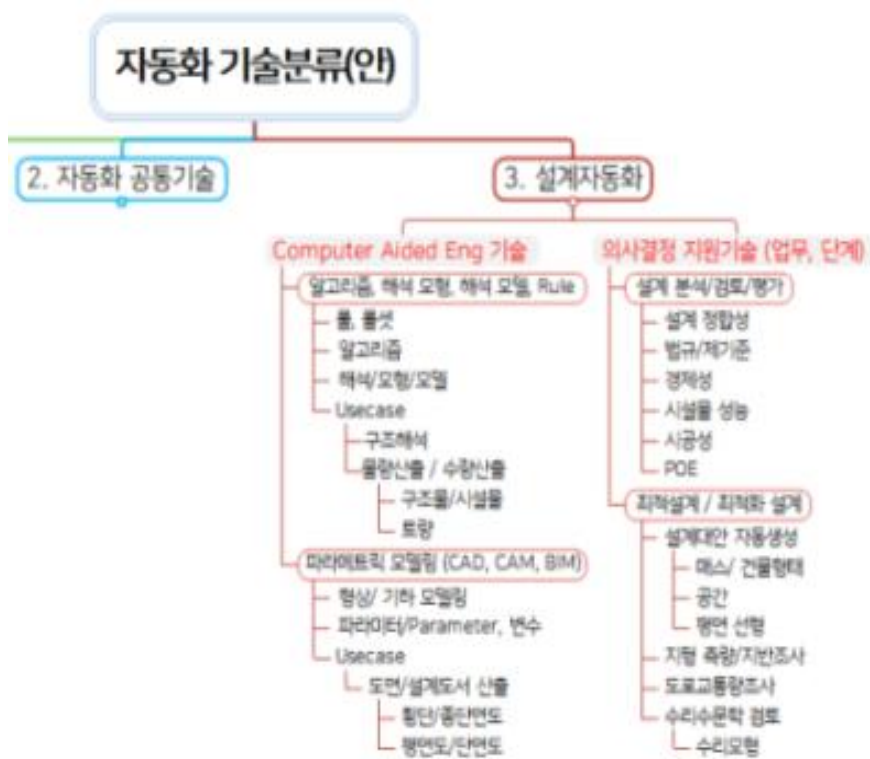 자동화 기술분류(안)
2. 자동화 공통기술
3. 설계자동화
Computer Aided Eng 기술
알고리즘, 해석 모형, 해석 모델, Rule
룰, 룰셋
알고리즘
해석/모형/모델
Usecase
구조해석
물량산출 / 수량산출
구조물/시설물
토량
파라메트릭 모델링 (CAD, CAM, BIM)
형상/ 기하 모델링
파라미터/Parameter, 변수
Usecase
도면/설계도서 산출
횡단/종단면도
평면도/단면도
의사결정 지원기술 (업무, 단계)
설계 분석/검토/평가
설계 정합성
법규/제기준
경제성
시설물 성능
시공성
POE
최적설계 / 최적화 설계
설계대안 자동생성
매스/ 건물형태
공간
평면 선형
지형 측량/지반조사
도로교통량조사
수리수문학 검토
수리모형